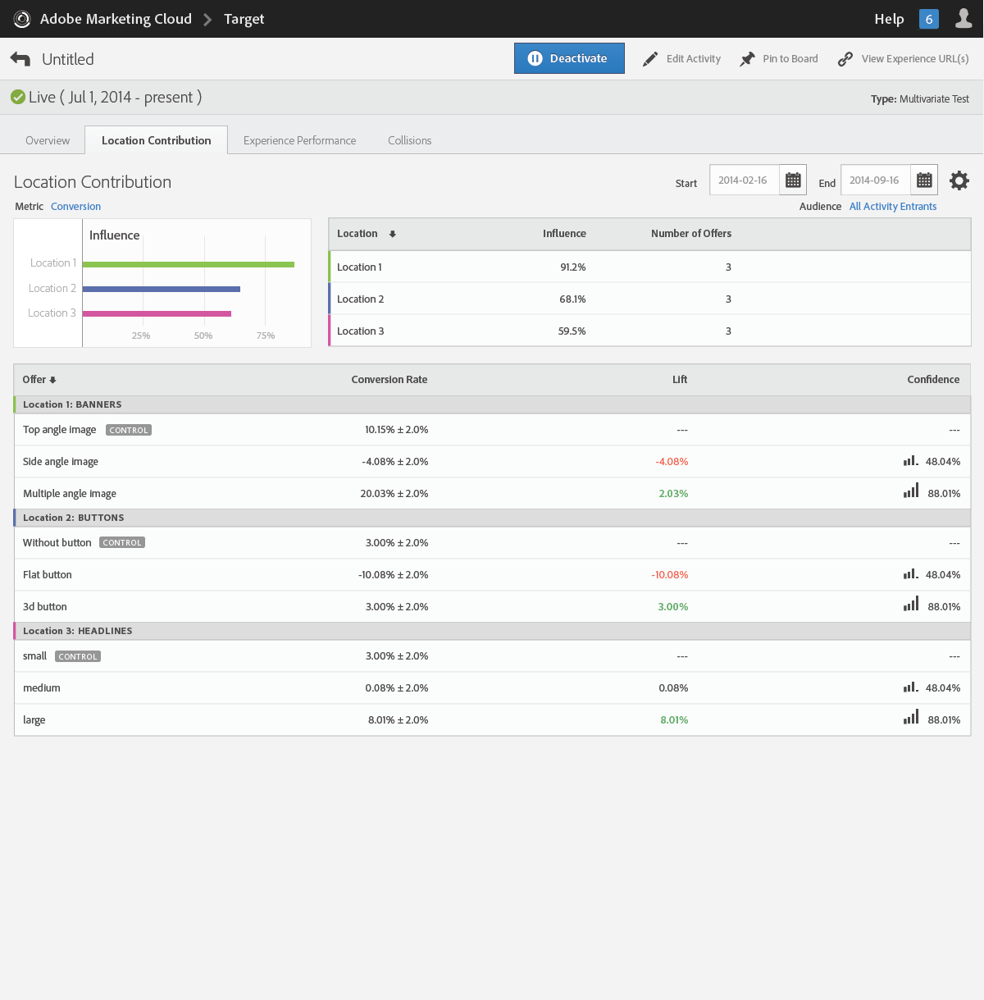 Adobe Marketing Cloud Target Help 6
Untitled Deactivate Edit Activity Pin to Board View Experience URL(s)
Live ( Jul 1, 2014 - present ) Type: Multivariate Test
Overview Location Contribution Experience Performance Collisions
Location Contribution Start 2014-02-16 End 2014-09-16
Metric Conversion Audience All Activity Entrants
Influence
Location 1
Location 2
Location 3
25% 50% 75%
Location Influence Number of Offers
Location 1 91.2% 3
Location 2 68.1% 3
Location 3 59.5% 3
Offer Conversion Rate Lift Confidence
Location 1: BANNERS
Top angle image CONTROL 10.15% ± 2.0% --- ---
Side angle image -4.08% ± 2.0% -4.08% 48.04%
Multiple angle image 20.03% ± 2.0% 2.03% 88.01%
Location 2: BUTTONS
Without button CONTROL 3.00% ± 2.0% --- ---
Flat button -10.08% ± 2.0% -10.08% 48.04%
3d button 3.00% ± 2.0% 3.00% 88.01%
Location 3: HEADLINES
small CONTROL 3.00% ± 2.0% --- ---
medium 0.08% ± 2.0% 0.08% 48.04%
large 8.01% ± 2.0% 8.01% 88.01%